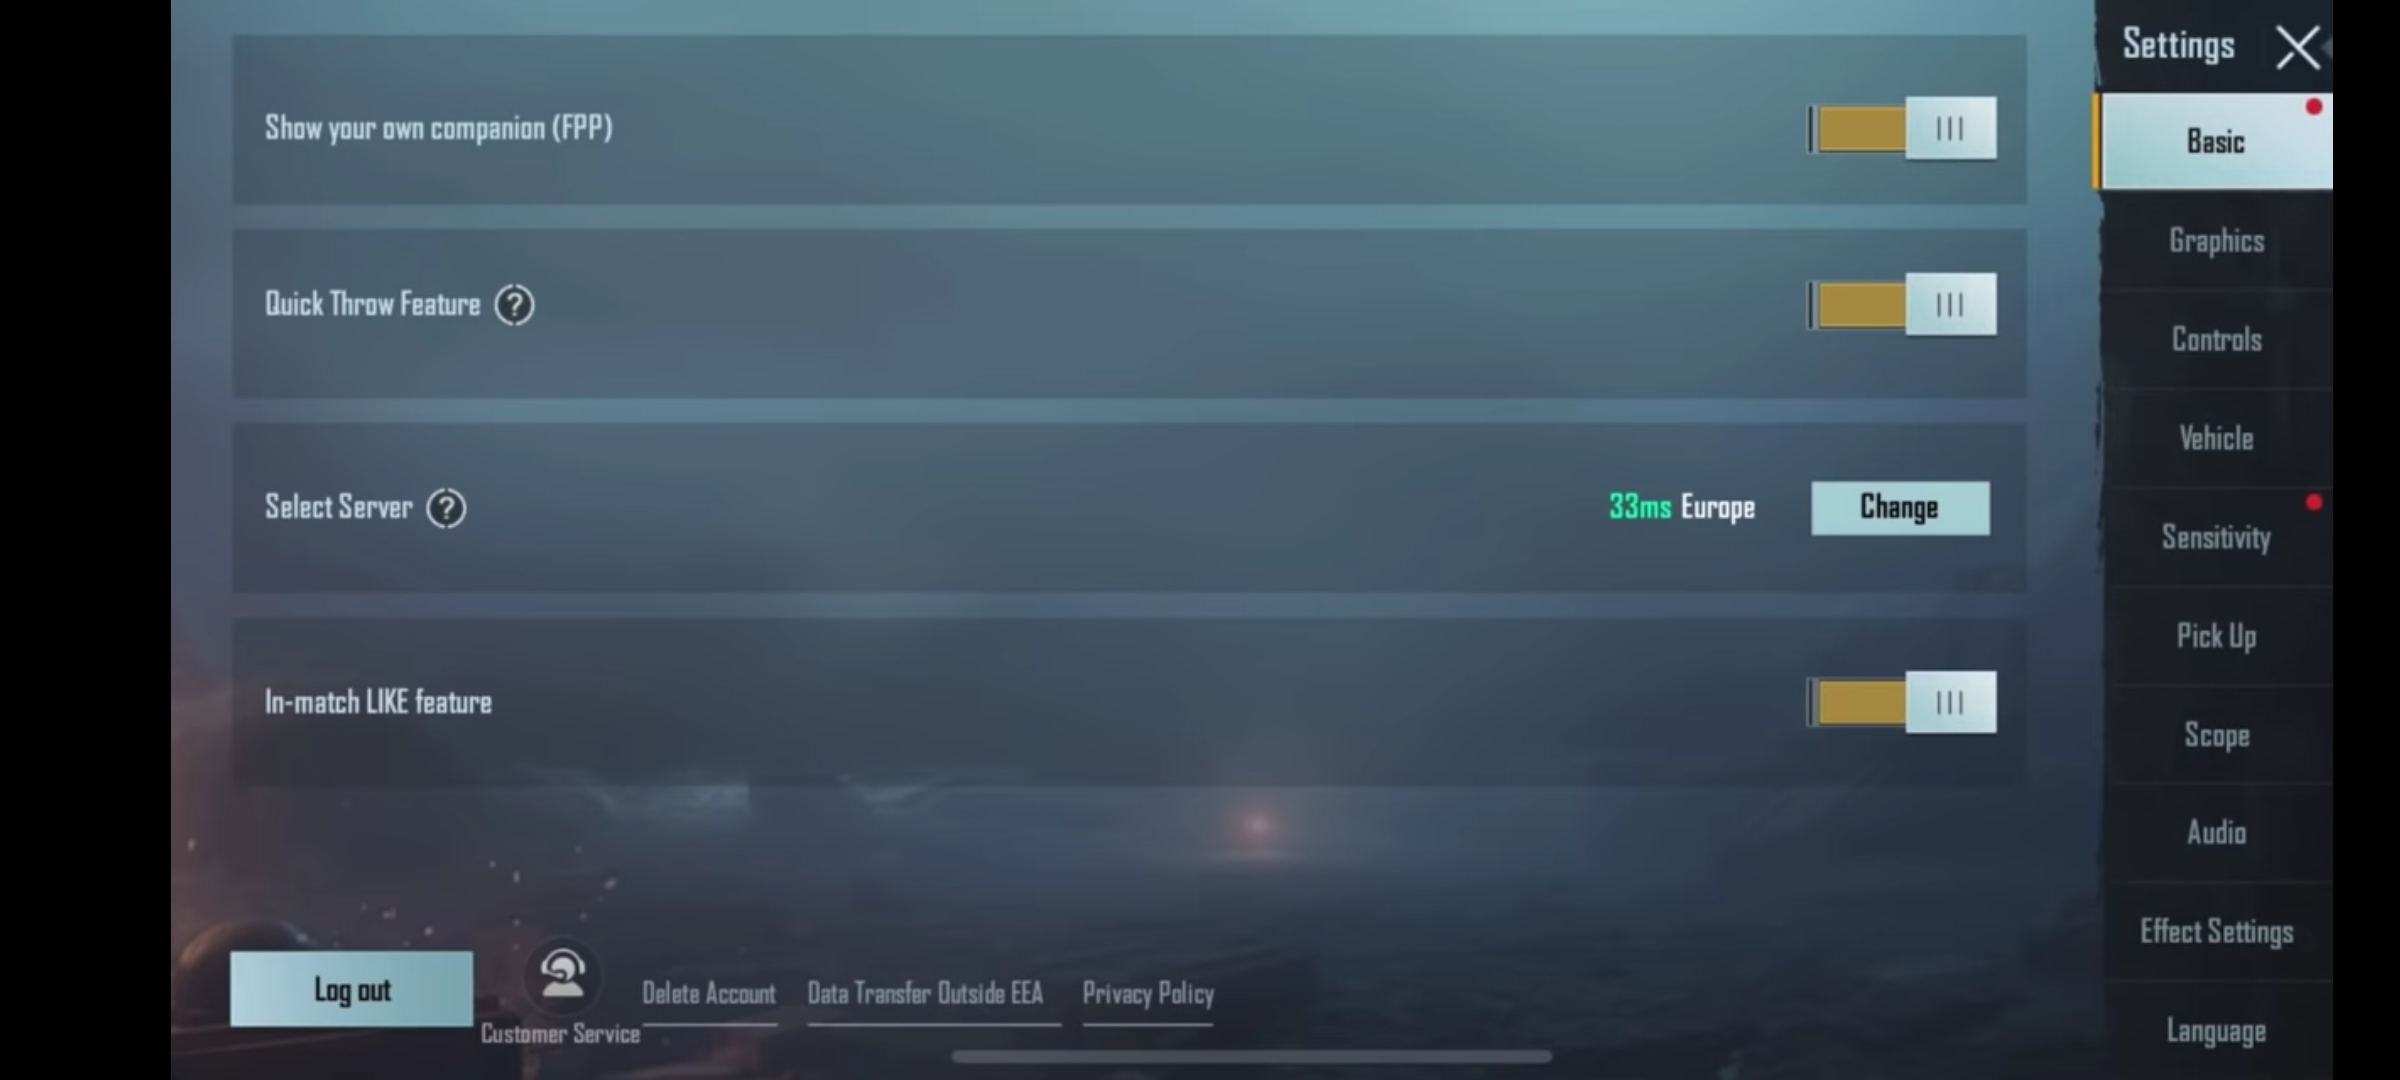 Settings
Show your own companion (FPP)
Basic
Graphics
Quick Throw Feature ?
Controls
Vehicle
Select Server ?
33ms Europe
Change
Sensitivity
Pick Up
In-match LIKE feature
Scope
Audio
Effect Settings
Log out
Customer Service
Delete Account
Data Transfer Outside EEA
Privacy Policy
Language